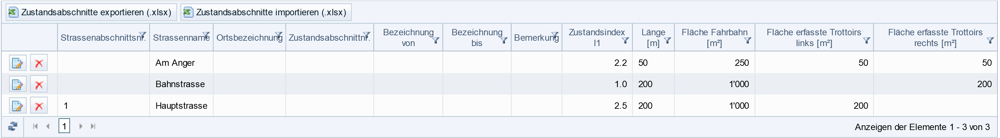 Zustandsabschnitte exportieren (.xlsx) Zustandsabschnitte importieren (.xlsx)
Strassenabschnittsnr. Strassenname Ortsbezeichnung Zustandsabschnittnr. Bezeichnung von Bezeichnung bis Bemerkung Zustandsindex I1 Länge [m] Fläche Fahrbahn [m²] Fläche erfasste Trottoirs links [m²] Fläche erfasste Trottoirs rechts [m²]
Am Anger 2.2 50 250 50 50
Bahnstrasse 1.0 200 1'000 200
1 Hauptstrasse 2.5 200 1'000 200
1 Anzeigen der Elemente 1 - 3 von 3